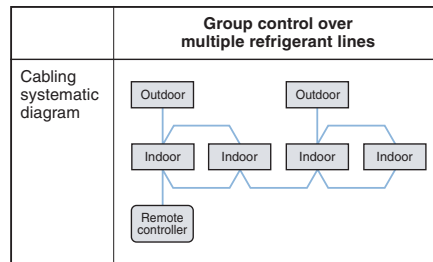 Group control over
multiple refrigerant lines
Cabling
systematic
diagram
Outdoor
Outdoor
Indoor
Indoor
Indoor
Indoor
Remote
controller